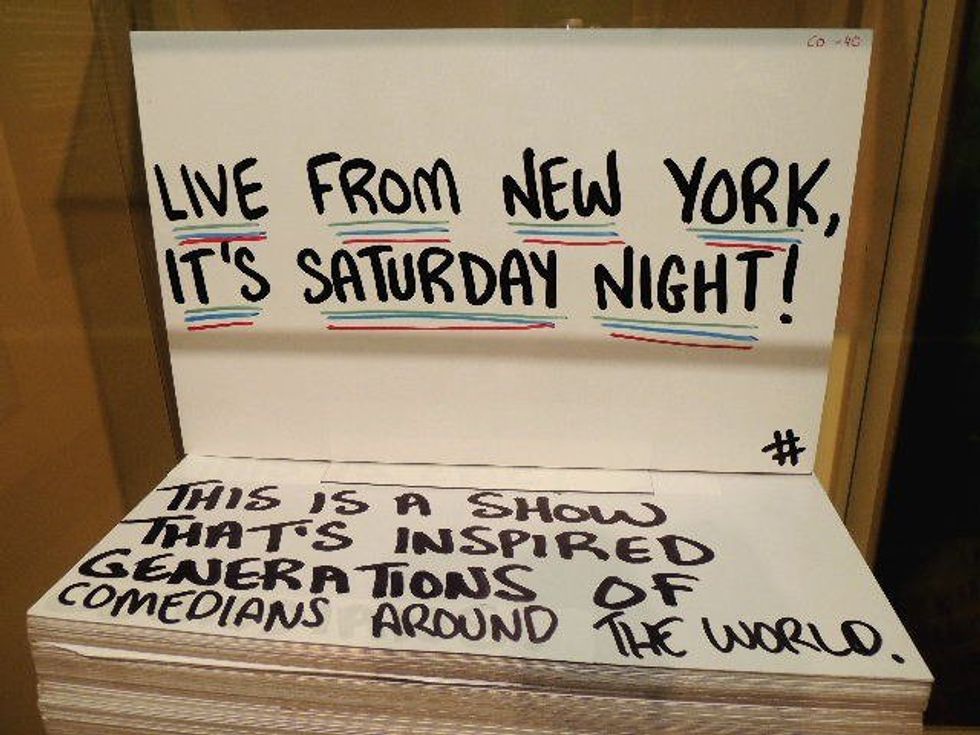 LIVE FROM NEW YORK,
IT'S SATURDAY NIGHT!
#
THIS IS A SHOW
THAT'S INSPIRED
GENERATIONS OF
COMEDIANS AROUND THE WORLD.